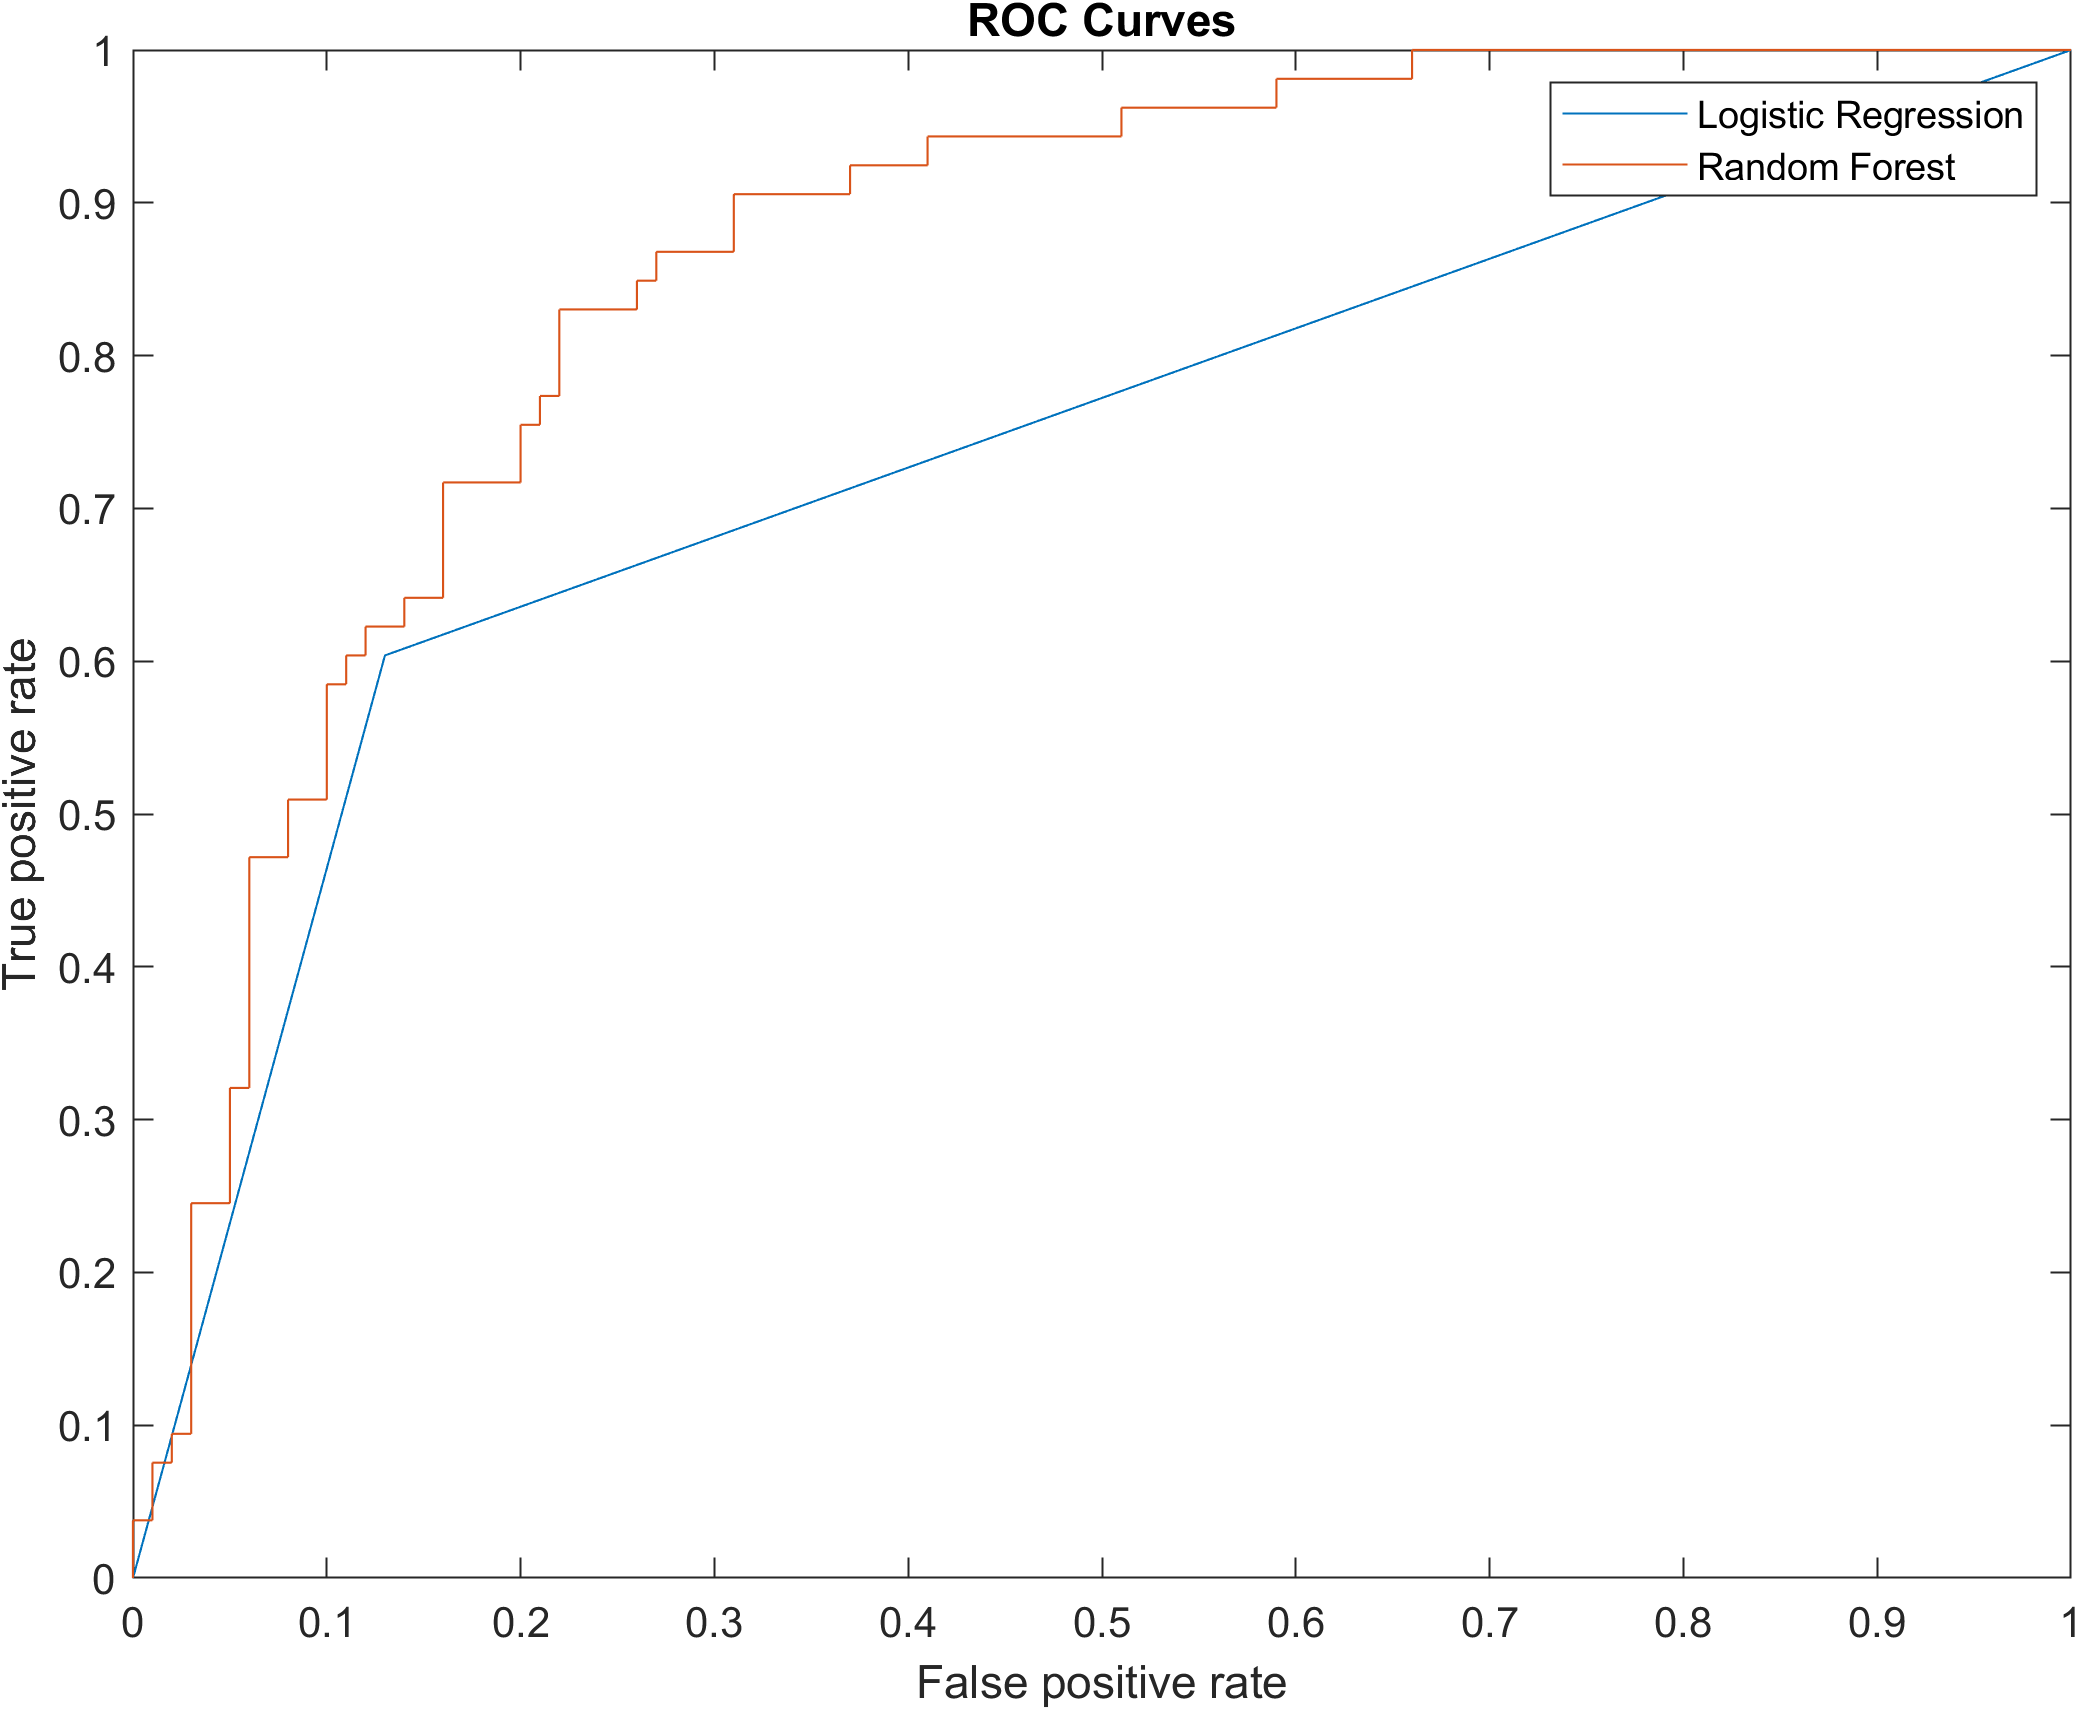 ROC Curves
1
0.9
0.8
0.7
0.6
0.5
0.4
0.3
0.2
0.1
0
True positive rate
Logistic Regression
Random Forest
0 0.1 0.2 0.3 0.4 0.5 0.6 0.7 0.8 0.9 1
False positive rate